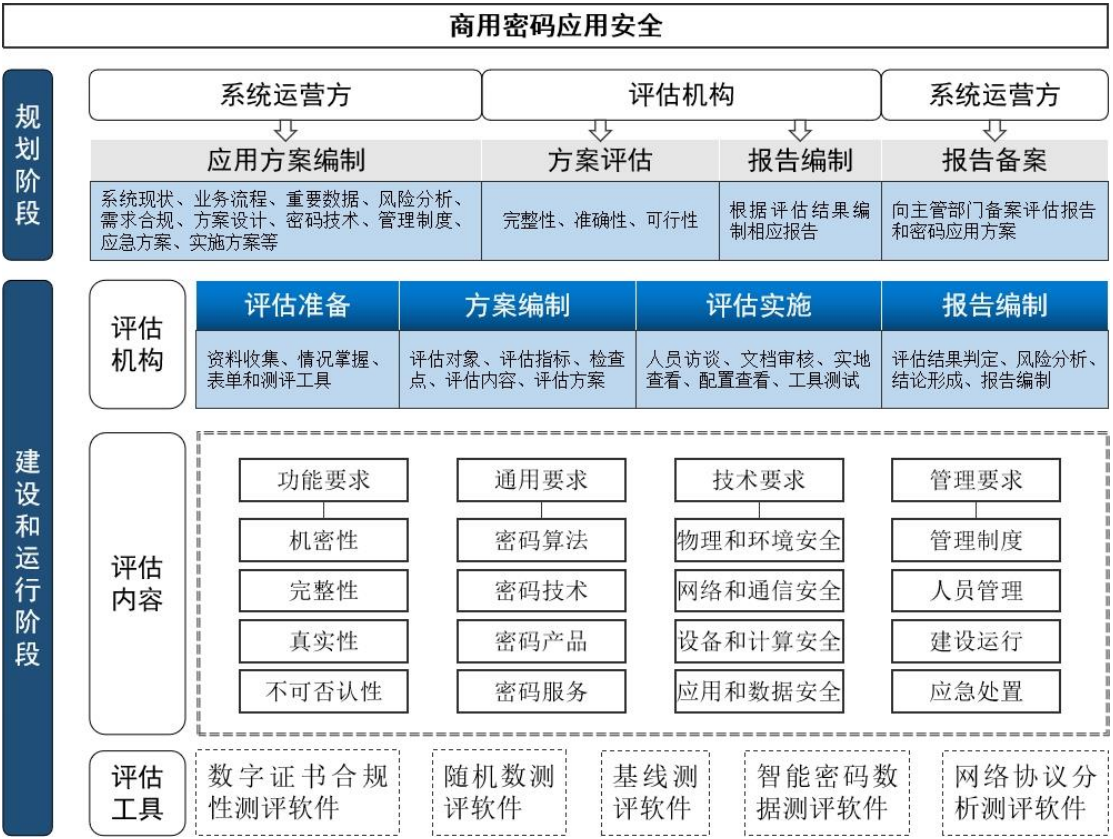 商用密码应用安全
规划阶段
系统运营方
评估机构
系统运营方
应用方案编制
方案评估
报告编制
报告备案
系统现状、业务流程、重要数据、风险分析、
需求合规、方案设计、密码技术、管理制度、
应急方案、实施方案等
完整性、准确性、可行性
根据评估结果编
制相应报告
向主管部门备案评估报告
和密码应用方案
建设和运行阶段
评估
机构
评估准备
方案编制
评估实施
报告编制
资料收集、情况掌握、
表单和测评工具
评估对象、评估指标、检查
点、评估内容、评估方案
人员访谈、文档审核、实地
查看、配置查看、工具测试
评估结果判定、风险分析、
结论形成、报告编制
评估
内容
功能要求
机密性
完整性
真实性
不可否认性
通用要求
密码算法
密码技术
密码产品
密码服务
技术要求
物理和环境安全
网络和通信安全
设备和计算安全
应用和数据安全
管理要求
管理制度
人员管理
建设运行
应急处置
评估
工具
数字证书合规
性测评软件
随机数测
评软件
基线测
评软件
智能密码数
据测评软件
网络协议分
析测评软件